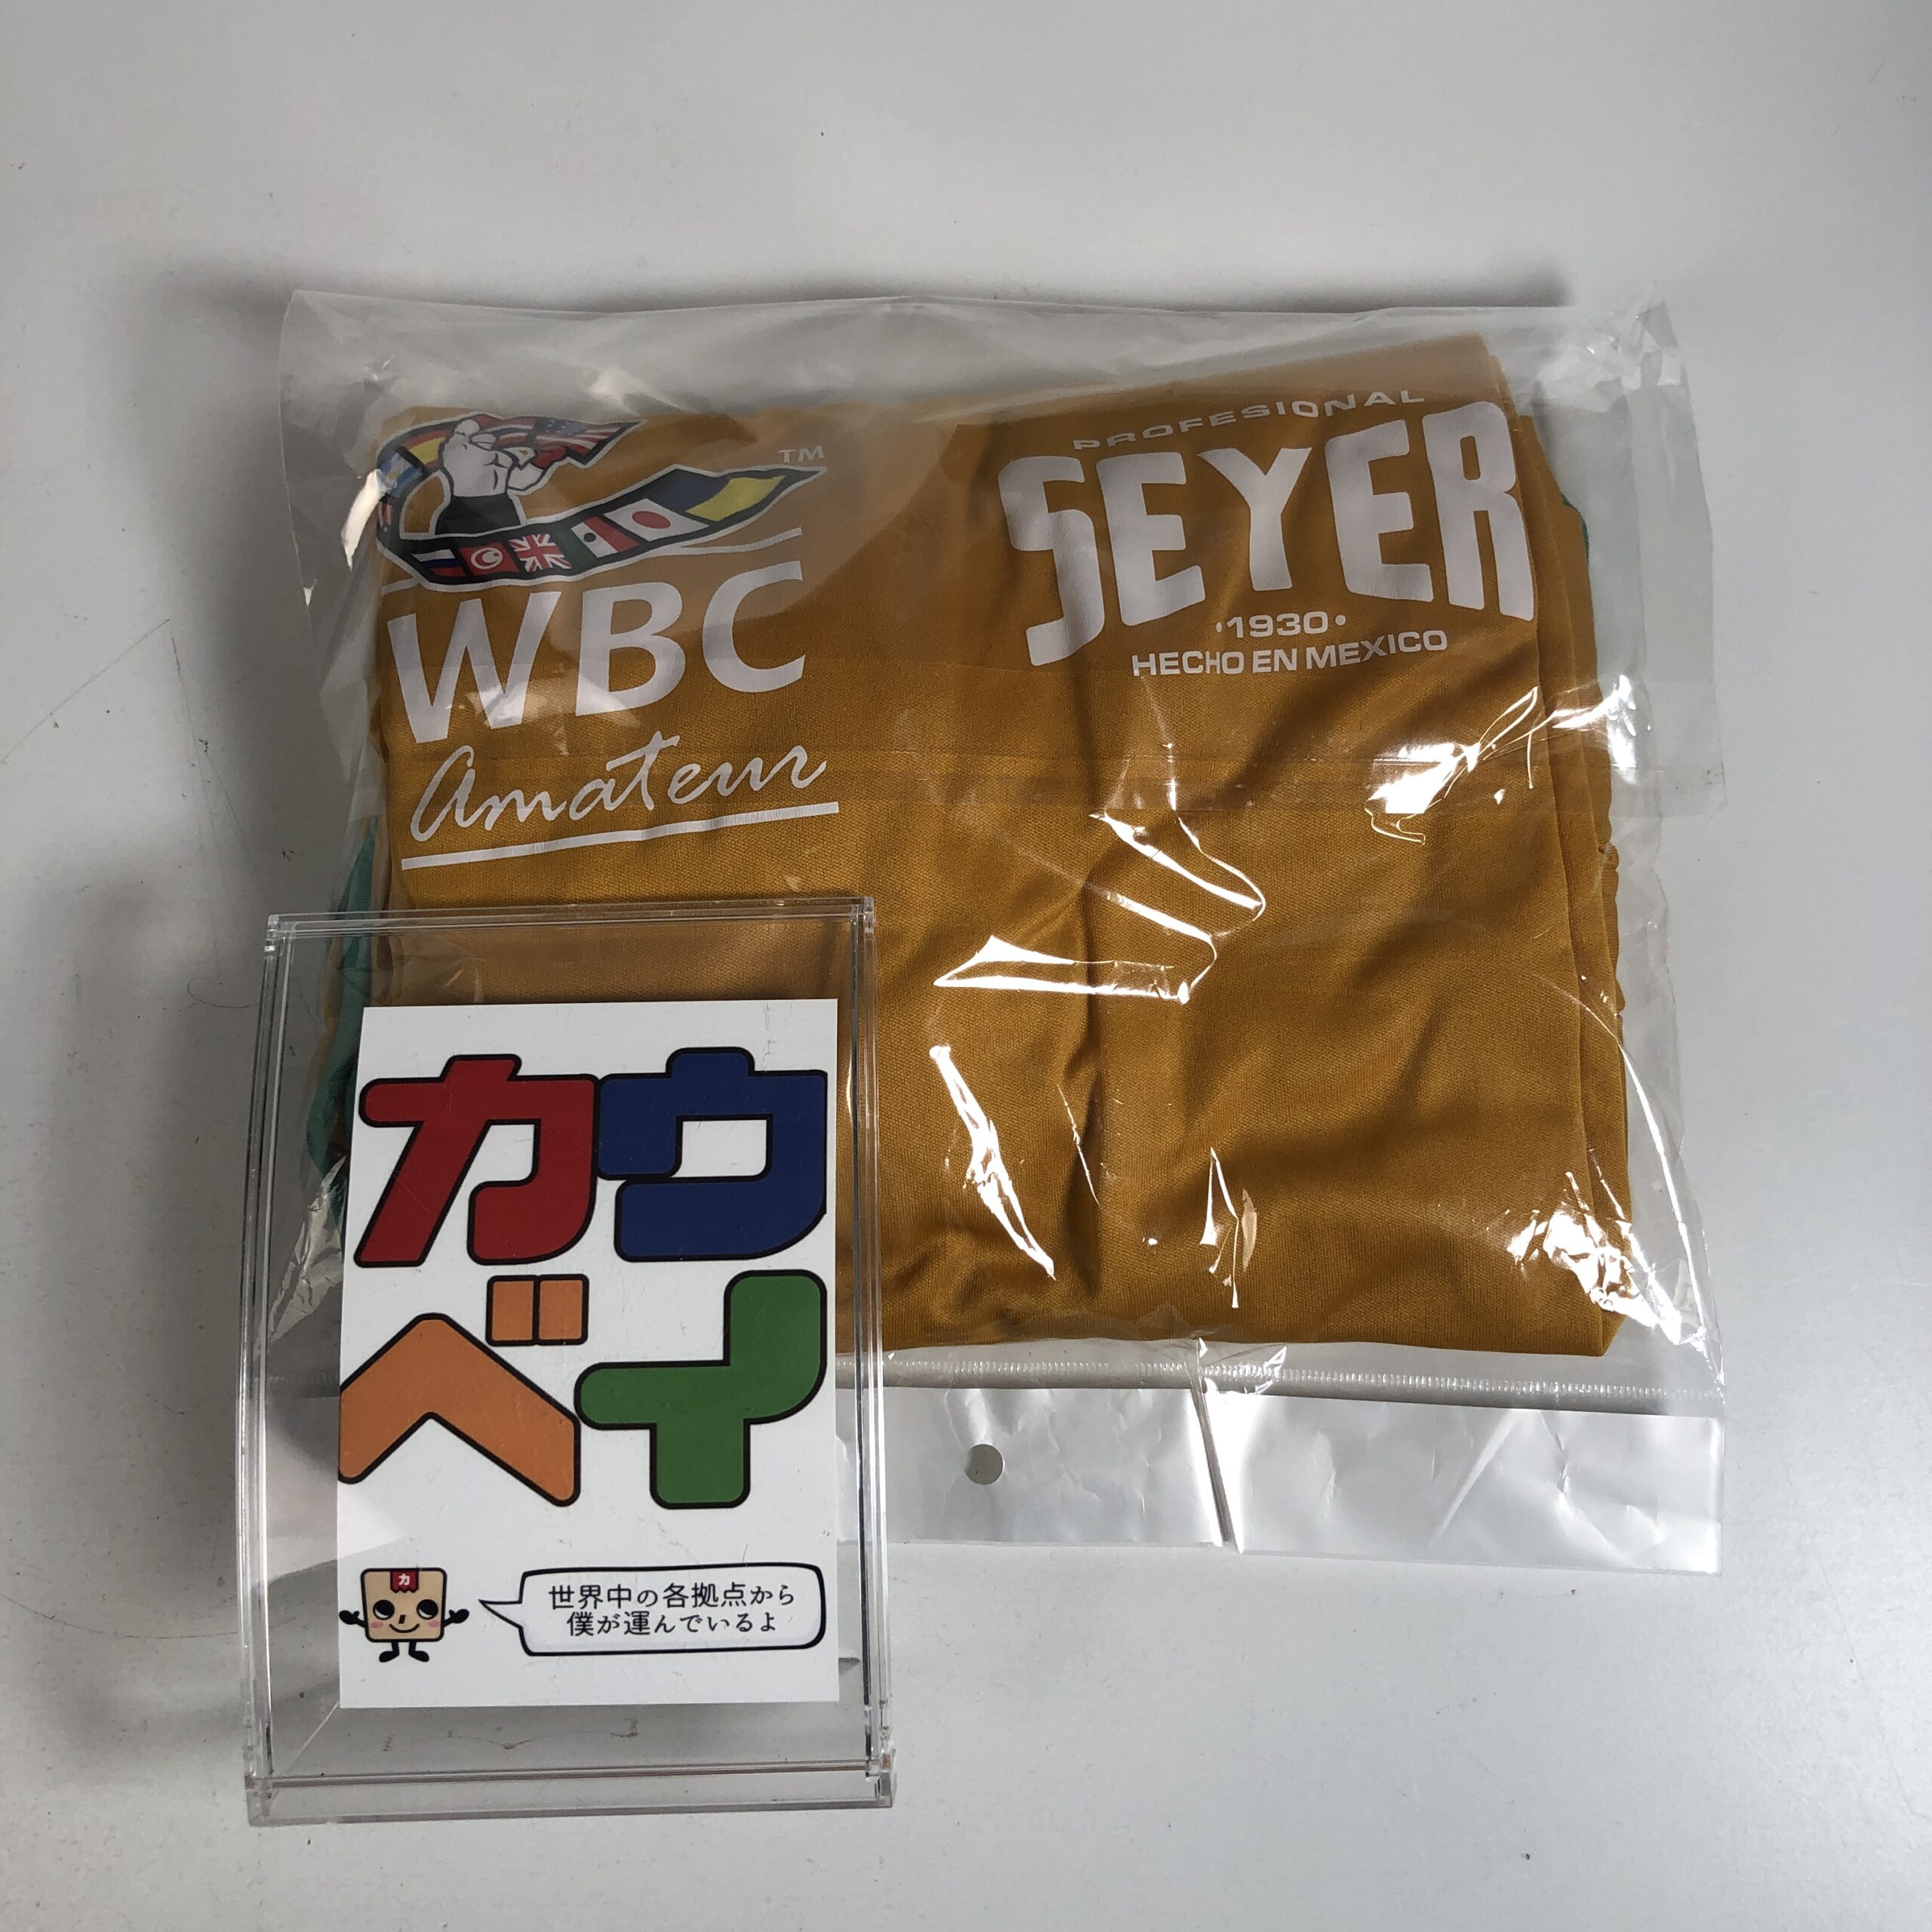 TM
WBC
Amateur
PROFESIONAL
SEYER
•1930•
HECHO EN MEXICO
カウ
ベイ
カ
世界中の各拠点から
僕が運んでいるよ